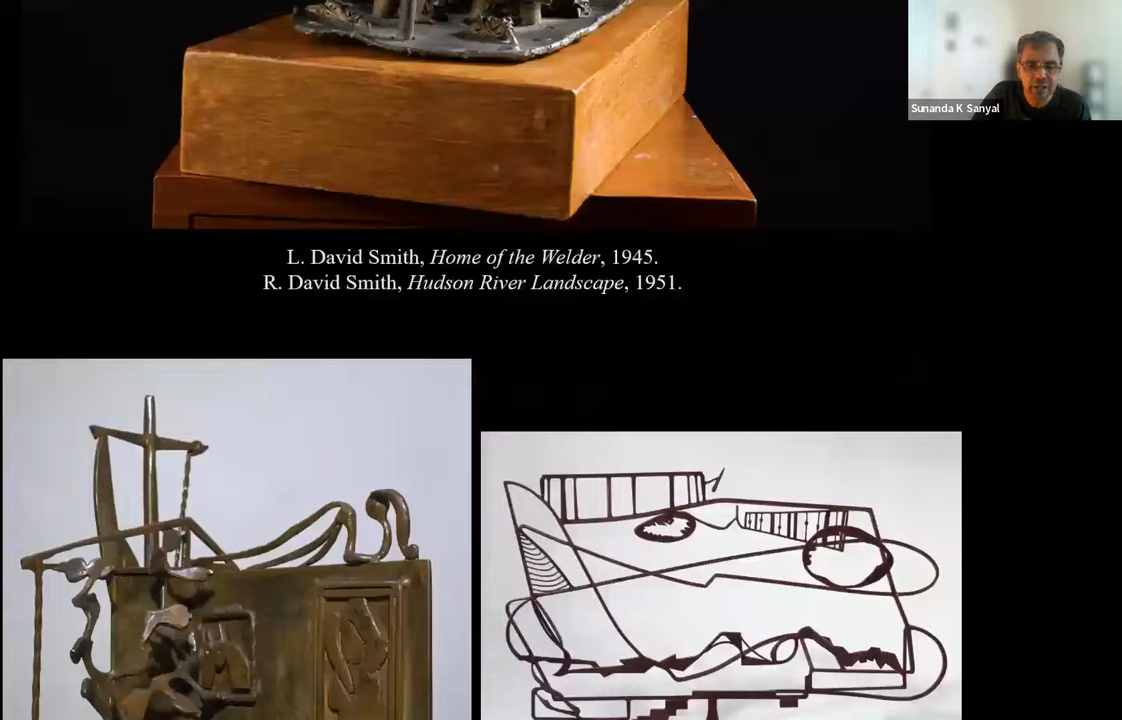 Sunanda K Sanyal
L. David Smith, Home of the Welder, 1945.
R. David Smith, Hudson River Landscape, 1951.